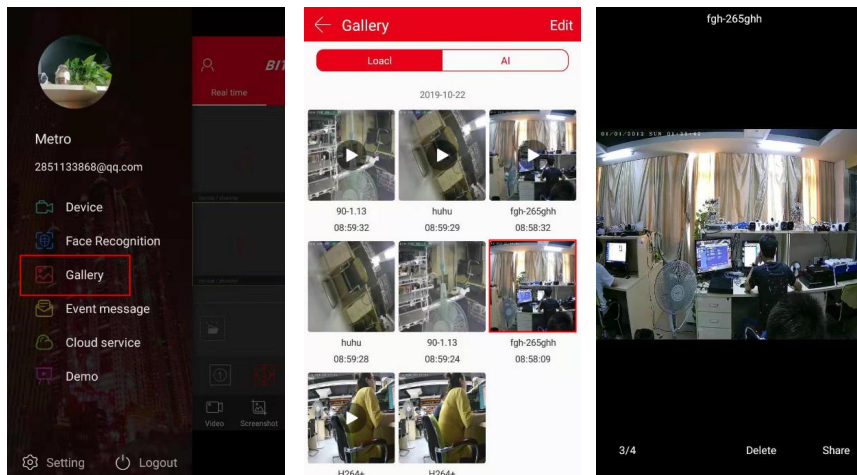 Metro
2851133868@qq.com
Device
Face Recognition
Gallery
Event message
Cloud service
Demo
Setting
Logout
BIT
Real time
Video
Screenshot
Gallery
Edit
Loacl
AI
2019-10-22
90-1.13
08:59:32
huhu
08:59:29
fgh-265ghh
08:58:32
huhu
08:59:28
90-1.13
08:59:24
fgh-265ghh
08:58:09
H264+
H264+
fgh-265ghh
3/4
Delete
Share